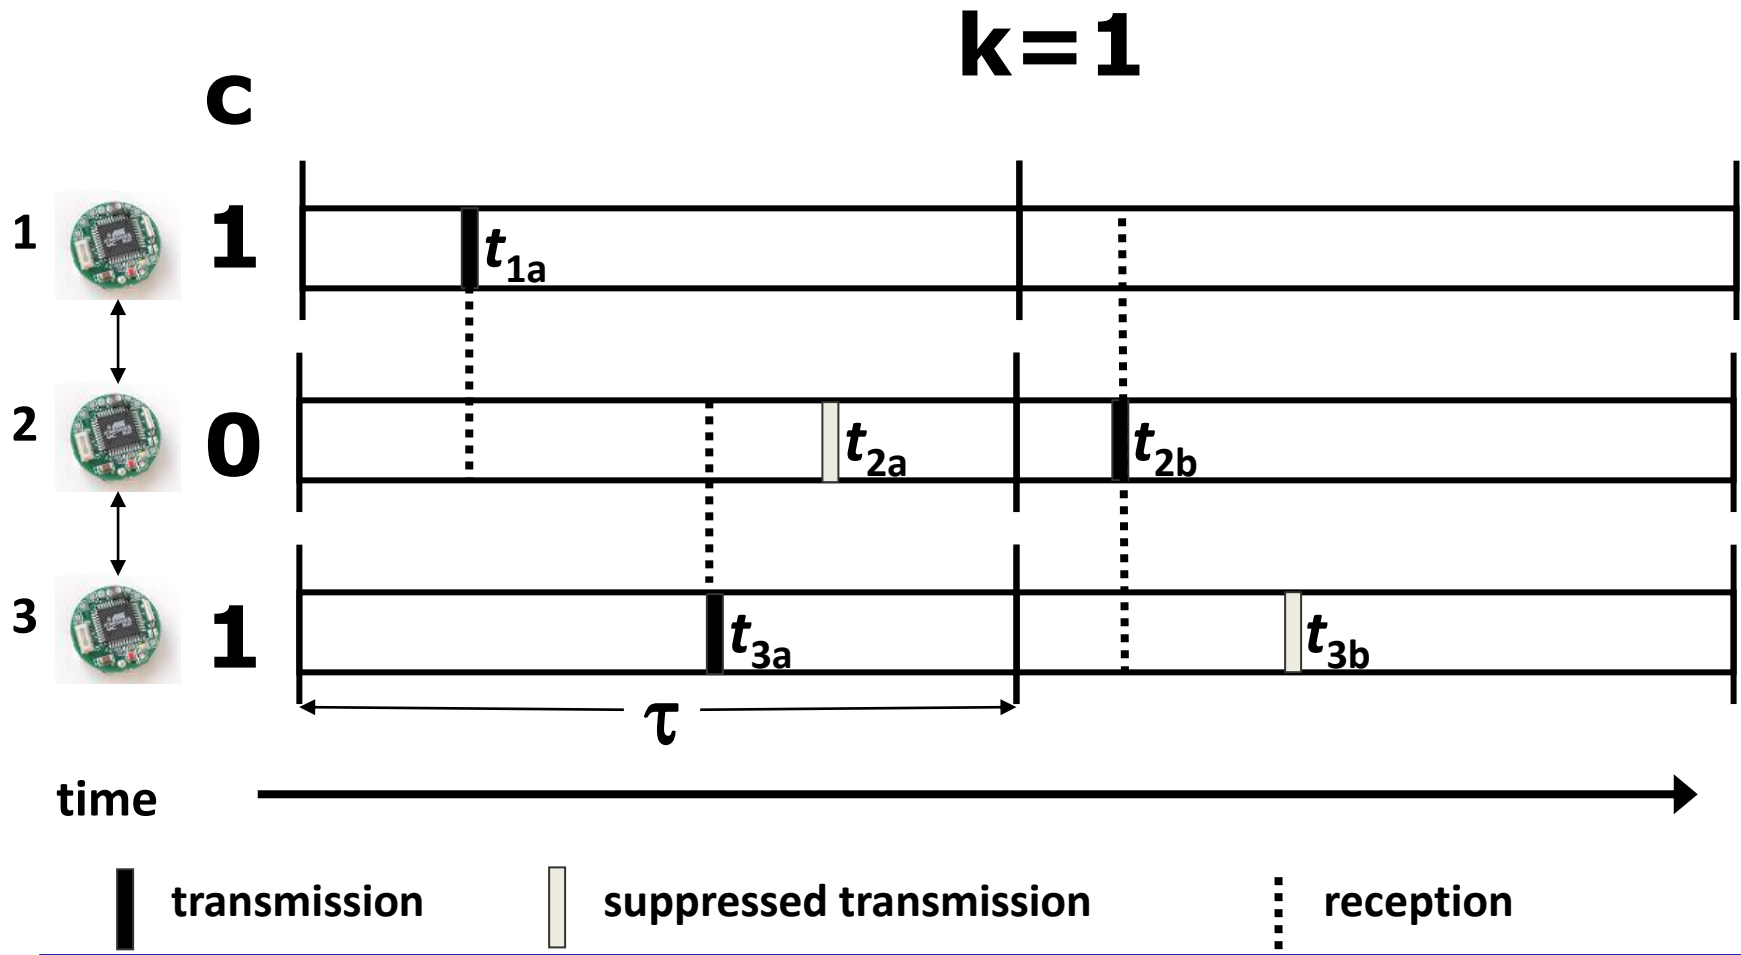 k=1
c
1 1 t1a
2 0 t2a t2b
3 1 t3a t3b
τ
time
transmission suppressed transmission reception